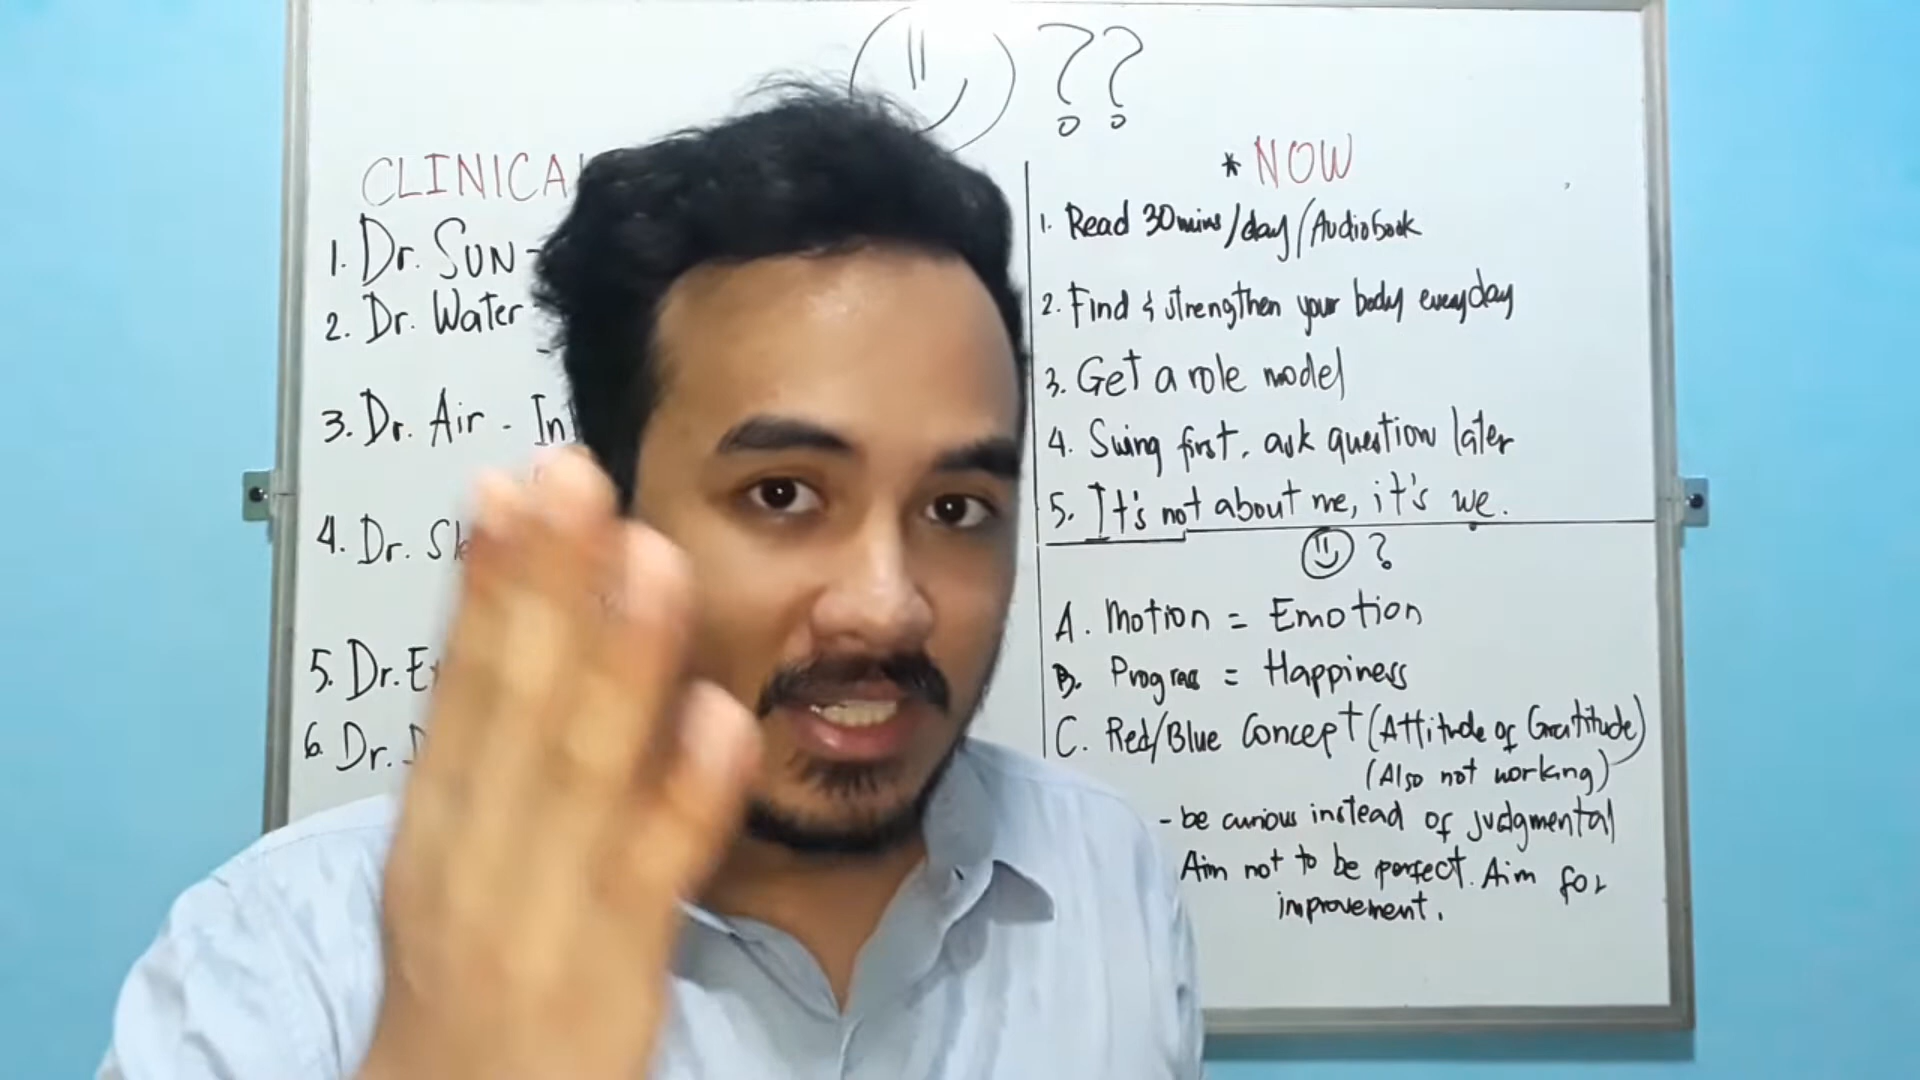 ??
CLINICA
1. Dr. SUN -
2. Dr. Water -
-
3. Dr. Air - In
4. Dr. Sle
5. Dr. Ex
6. Dr. D
* NOW
1. Read 30mins/day/Audiobook
2. Find & strengthen your body everyday
3. Get a role model
4. Swing first. ask question later
5. It's not about me, it's we.
?
A. Motion = Emotion
B. Progress = Happiness
C. Red/Blue Concept (Attitude of Gratitude)
(Also not working)
- be curious instead of judgmental
Aim not to be perfect. Aim for
improvement.